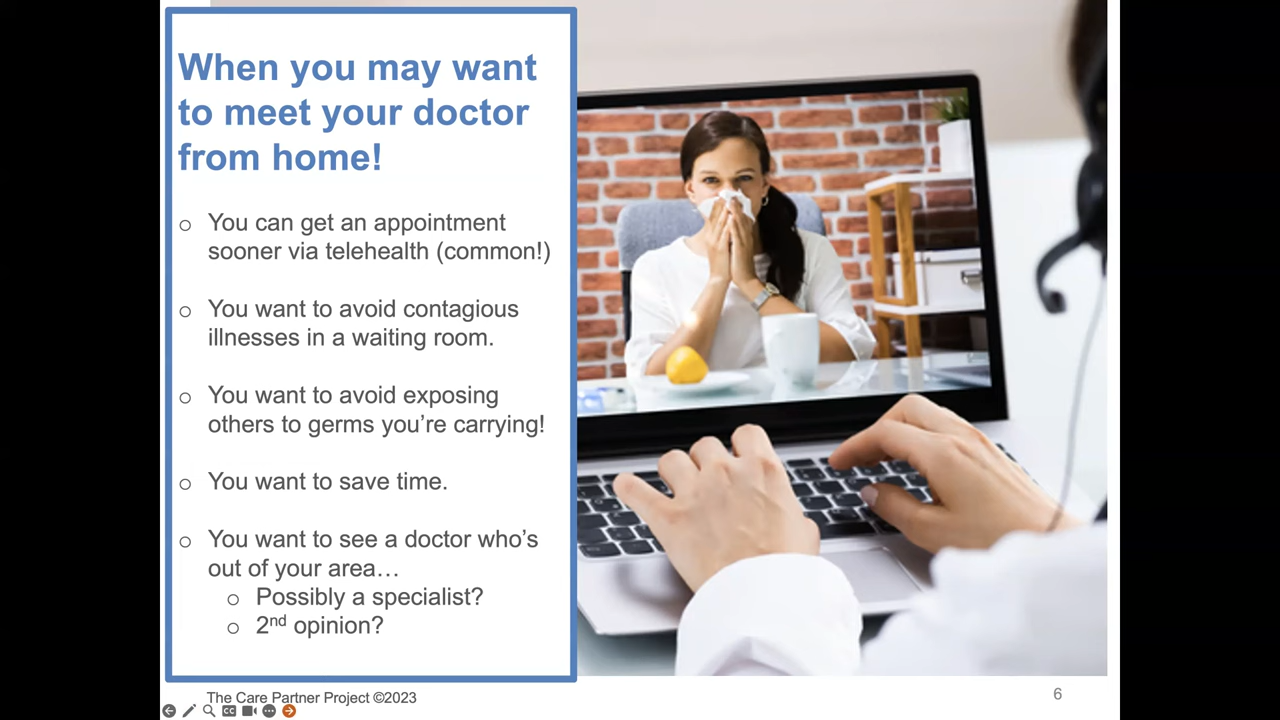 When you may want
to meet your doctor
from home!
o You can get an appointment
sooner via telehealth (common!)
o You want to avoid contagious
illnesses in a waiting room.
o You want to avoid exposing
others to germs you’re carrying!
o You want to save time.
o You want to see a doctor who’s
out of your area…
o Possibly a specialist?
o 2nd opinion?
The Care Partner Project ©2023
6
CC